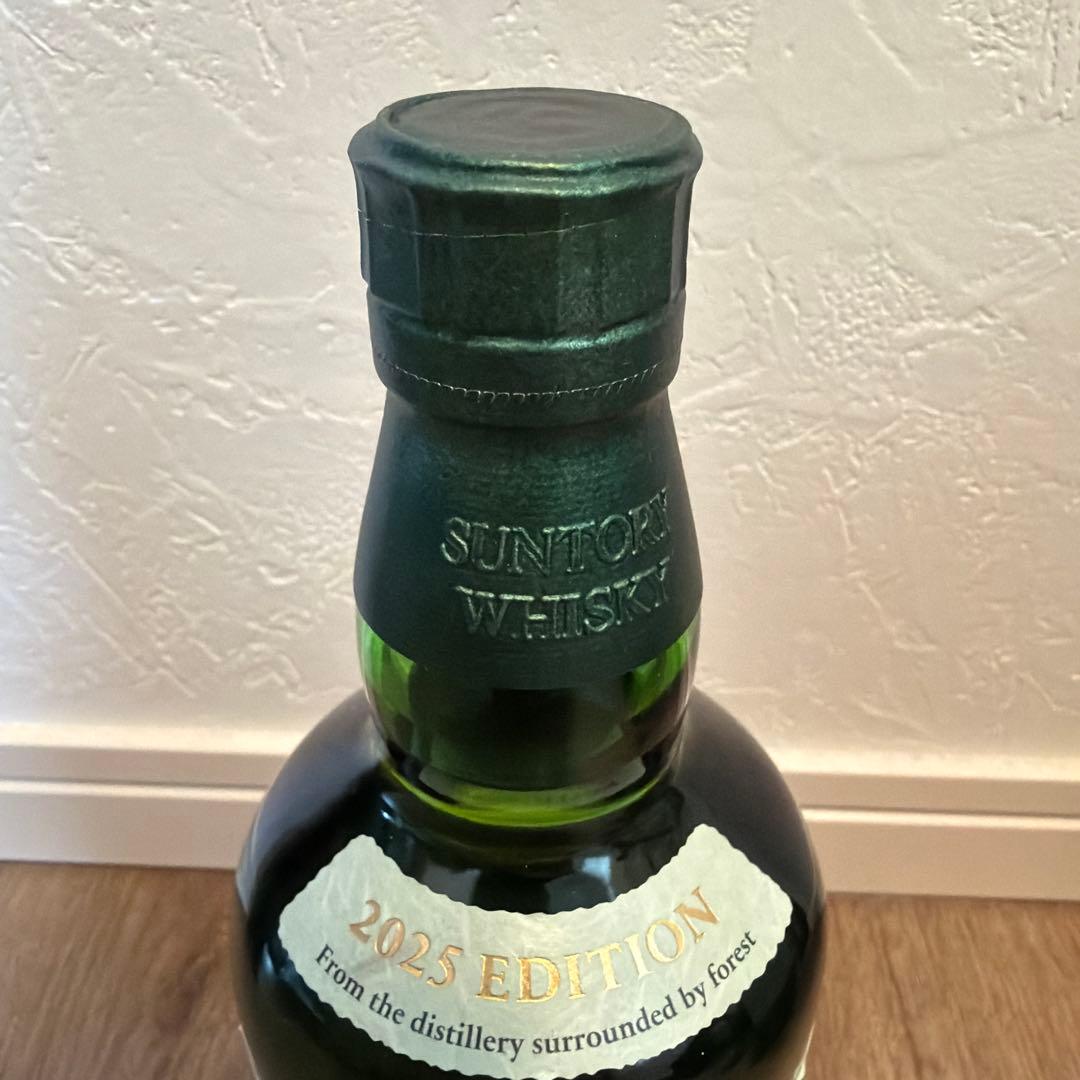 SUNTORY
WHISKY
2025 EDITION
From the distillery surrounded by forest